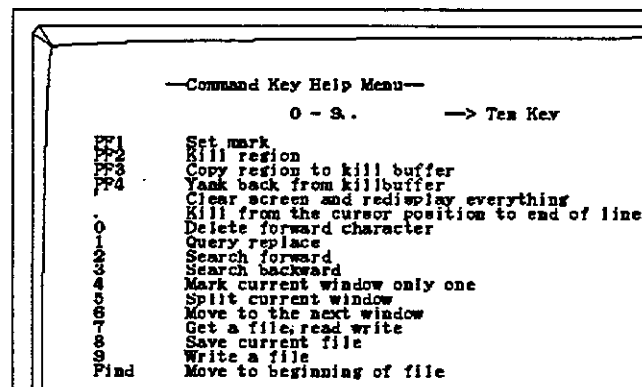 —Command Key Help Menu—
0 - 9.. —> Ten Key
PF1 Set mark
PF2 Kill region
PF3 Copy region to kill buffer
PF4 Yank back from killbuffer
, Clear screen and redisplay everything
. Kill from the cursor position to end of line
0 Delete forward character
1 Query replace
2 Search forward
3 Search backward
4 Mark current window only one
5 Split current window
6 Move to the next window
7 Get a file, read write
8 Save current file
9 Write a file
Find Move to beginning of file